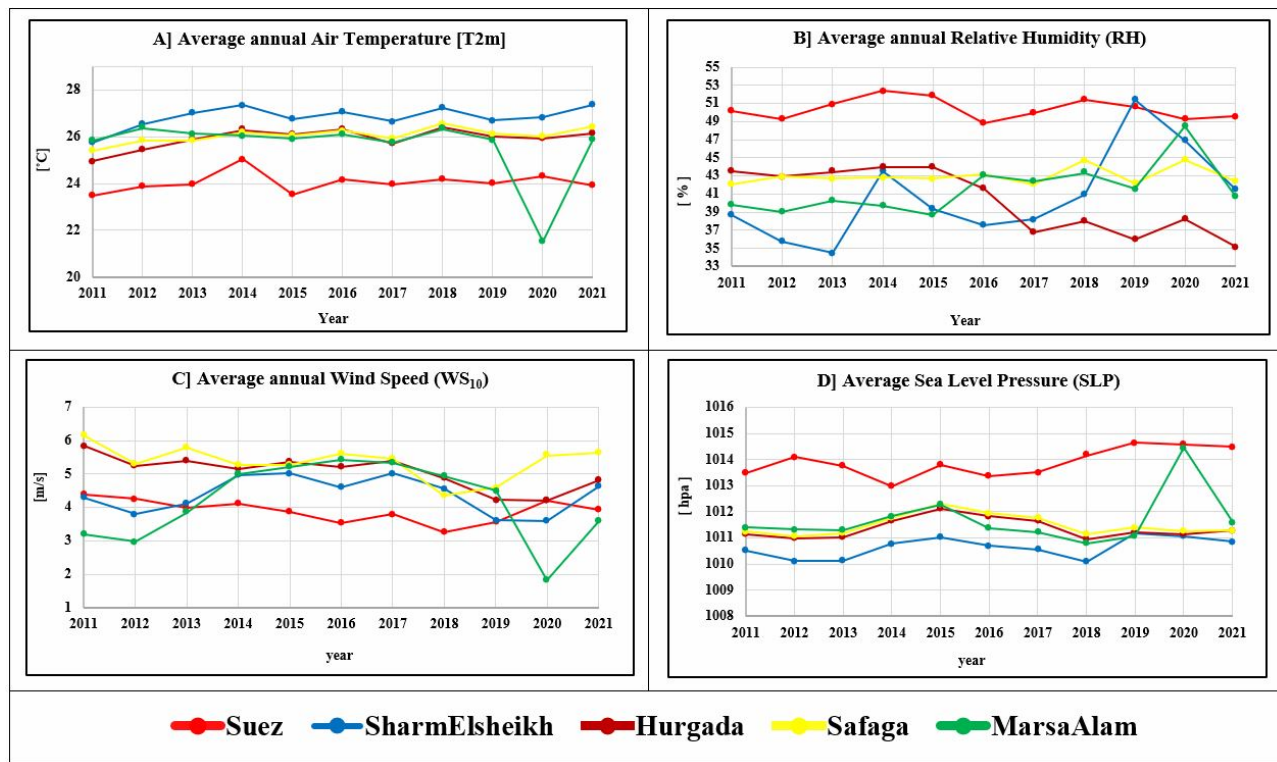 A] Average annual Air Temperature [T2m]
28
26
24
22
20
[˚C]
2011 2012 2013 2014 2015 2016 2017 2018 2019 2020 2021
Year
B] Average annual Relative Humidity (RH)
55
53
51
49
47
45
43
41
39
37
35
33
[ % ]
2011 2012 2013 2014 2015 2016 2017 2018 2019 2020 2021
Year
C] Average annual Wind Speed (WS₁₀)
7
6
5
4
3
2
1
[m/s]
2011 2012 2013 2014 2015 2016 2017 2018 2019 2020 2021
year
D] Average Sea Level Pressure (SLP)
1016
1015
1014
1013
1012
1011
1010
1009
1008
[ hpa ]
2011 2012 2013 2014 2015 2016 2017 2018 2019 2020 2021
year
Suez SharmElsheikh Hurgada Safaga MarsaAlam